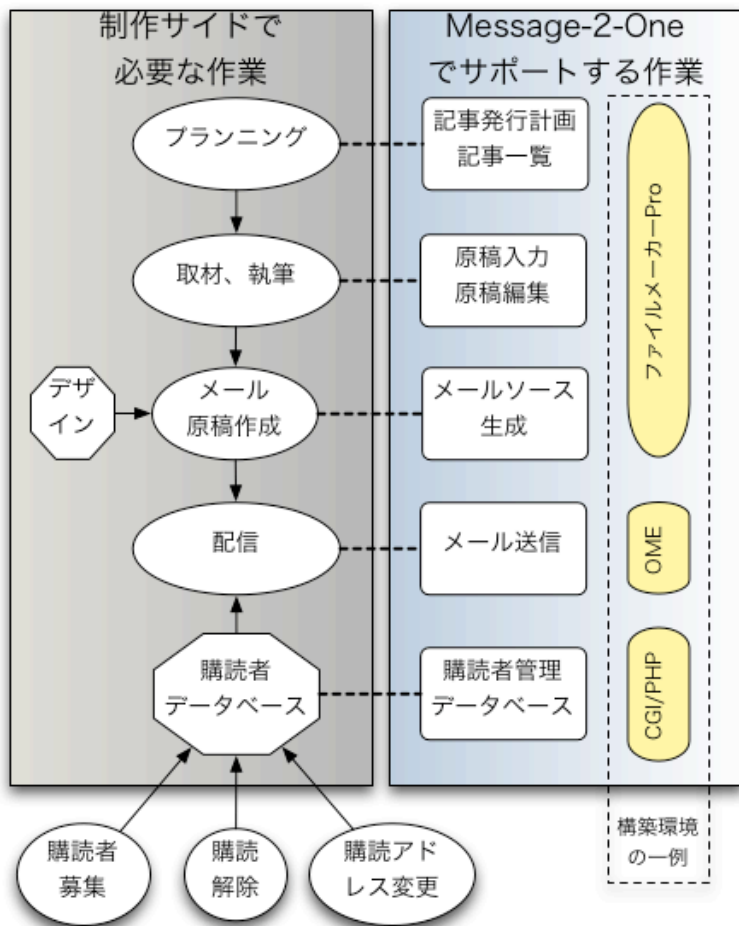 制作サイドで
必要な作業
Message-2-One
でサポートする作業
プランニング
記事発行計画
記事一覧
ファイルメーカーPro
取材、執筆
原稿入力
原稿編集
デザ
イン
メール
原稿作成
メールソース
生成
配信
メール送信
OME
購読者
データベース
購読者管理
データベース
CGI/PHP
購読者
募集
購読
解除
購読アド
レス変更
構築環境
の一例